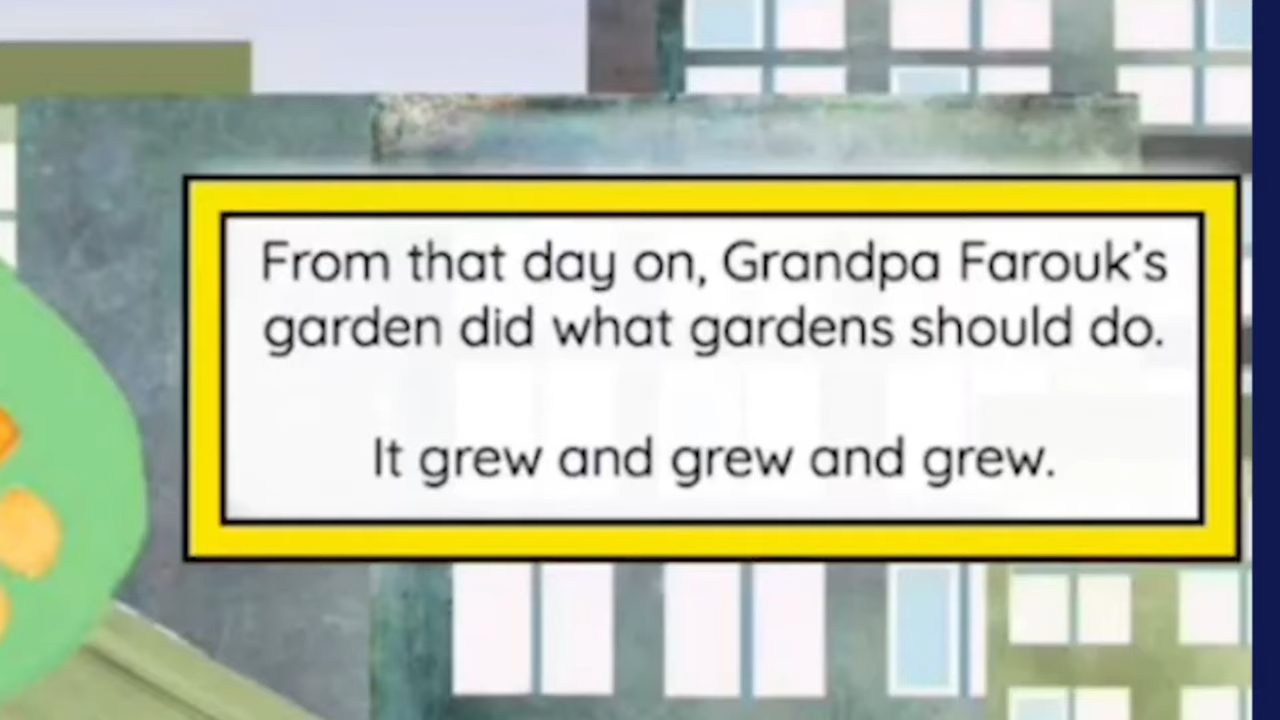 From that day on, Grandpa Farouk’s
garden did what gardens should do.
It grew and grew and grew.